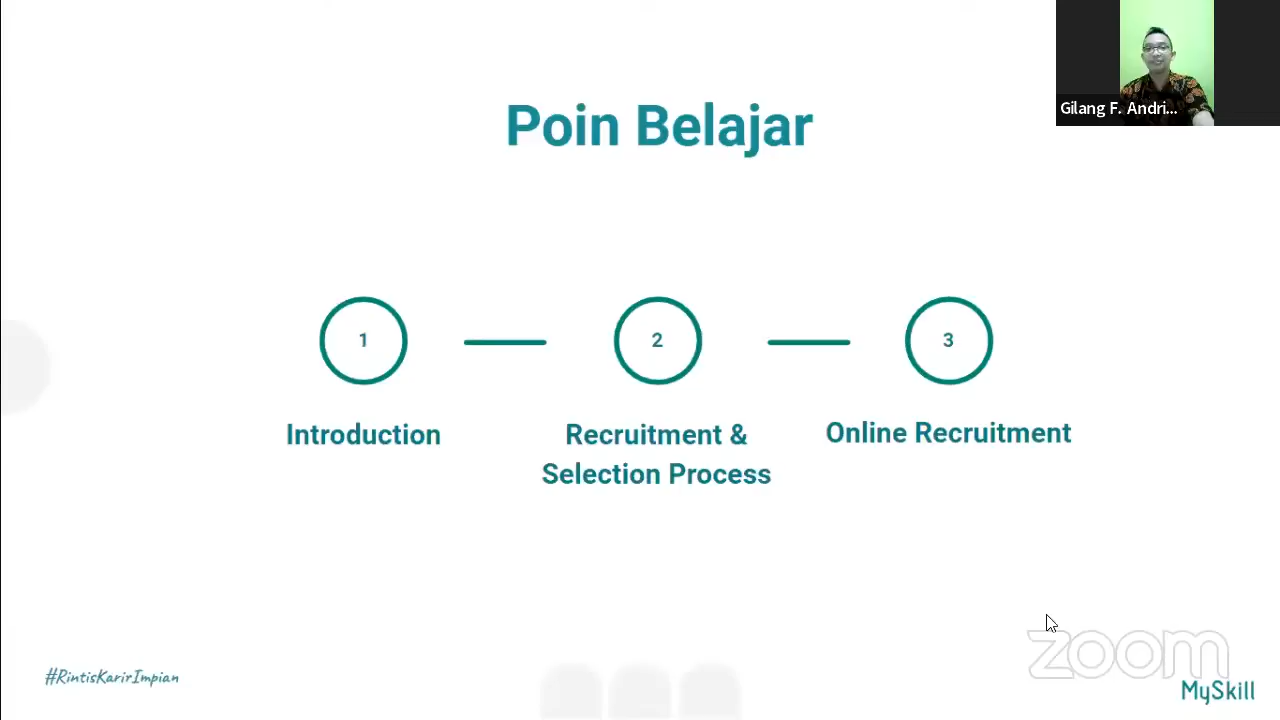 Gilang F. Andri...
Poin Belajar
1
2
3
Introduction
Recruitment &
Selection Process
Online Recruitment
#RintisKarirImpian
zoom
MySkill